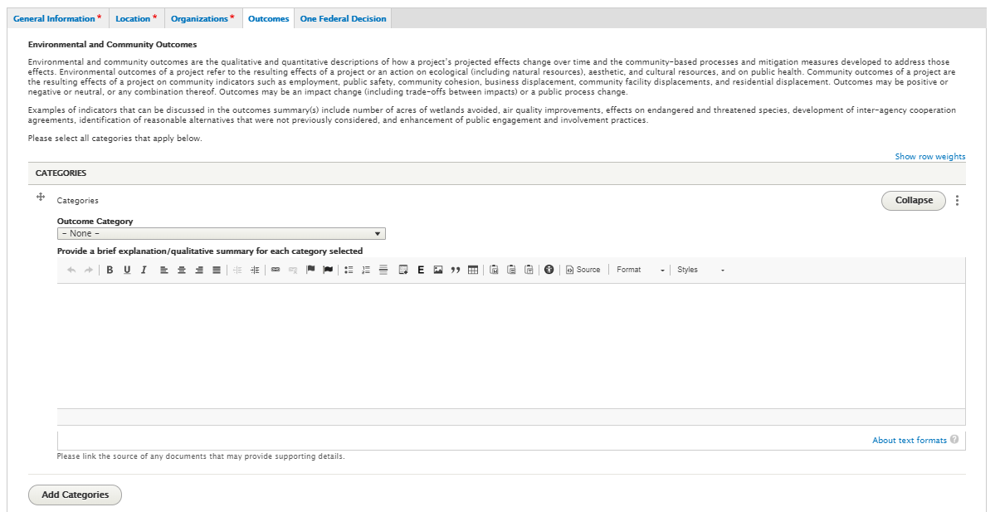 General Information * Location * Organizations * Outcomes One Federal Decision
Environmental and Community Outcomes
Environmental and community outcomes are the qualitative and quantitative descriptions of how a project's projected effects change over time and the community-based processes and mitigation measures developed to address those
effects. Environmental outcomes of a project refer to the resulting effects of a project or an action on ecological (including natural resources), aesthetic, and cultural resources, and on public health. Community outcomes of a project are
the resulting effects of a project on community indicators such as employment, public safety, community cohesion, business displacement, community facility displacements, and residential displacement. Outcomes may be positive or
negative or neutral, or any combination thereof. Outcomes may be an impact change (including trade-offs between impacts) or a public process change.
Examples of indicators that can be discussed in the outcomes summary(s) include number of acres of wetlands avoided, air quality improvements, effects on endangered and threatened species, development of inter-agency cooperation
agreements, identification of reasonable alternatives that were not previously considered, and enhancement of public engagement and involvement practices.
Please select all categories that apply below.
Show row weights
CATEGORIES
Categories
Collapse
Outcome Category
- None -
Provide a brief explanation/qualitative summary for each category selected
B U I E Source Format Styles
About text formats ?
Please link the source of any documents that may provide supporting details.
Add Categories